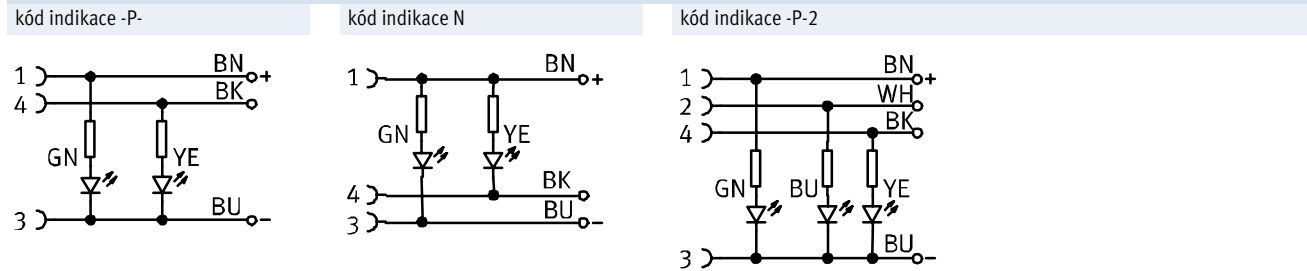 kód indikace -P-
1 BN +
4 BK
GN YE
3 BU -
kód indikace N
1 BN +
GN YE
4 BK
3 BU -
kód indikace -P-2
1 BN +
2 WH
4 BK
GN BU YE
3 BU -